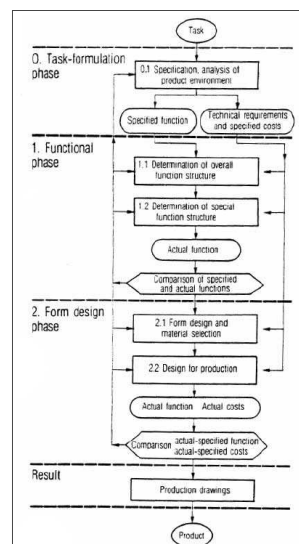 Task
0. Task-formulation
phase
0.1 Specification, analysis of
product environment
Specified function
Technical requirements
and specified costs
1. Functional
phase
1.1 Determination of overall
function structure
1.2 Determination of special
function structure
Actual function
Comparison of specified
and actual functions
2. Form design
phase
2.1 Form design and
material selection
2.2 Design for production
Actual function Actual costs
Comparison actual-specified function
actual-specified costs
Result
Production drawings
Product